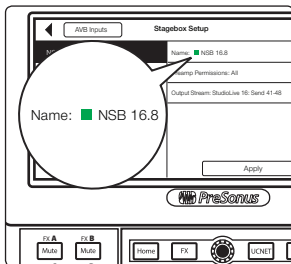 AVB Inputs
Stagebox Setup
Name: NSB 16.8
Permissions: All
Output Stream: StudioLive 16: Send 41-48
Name: NSB 16.8
Apply
PreSonus
FX A
FX B
Mute
Mute
Home
FX
UCNET